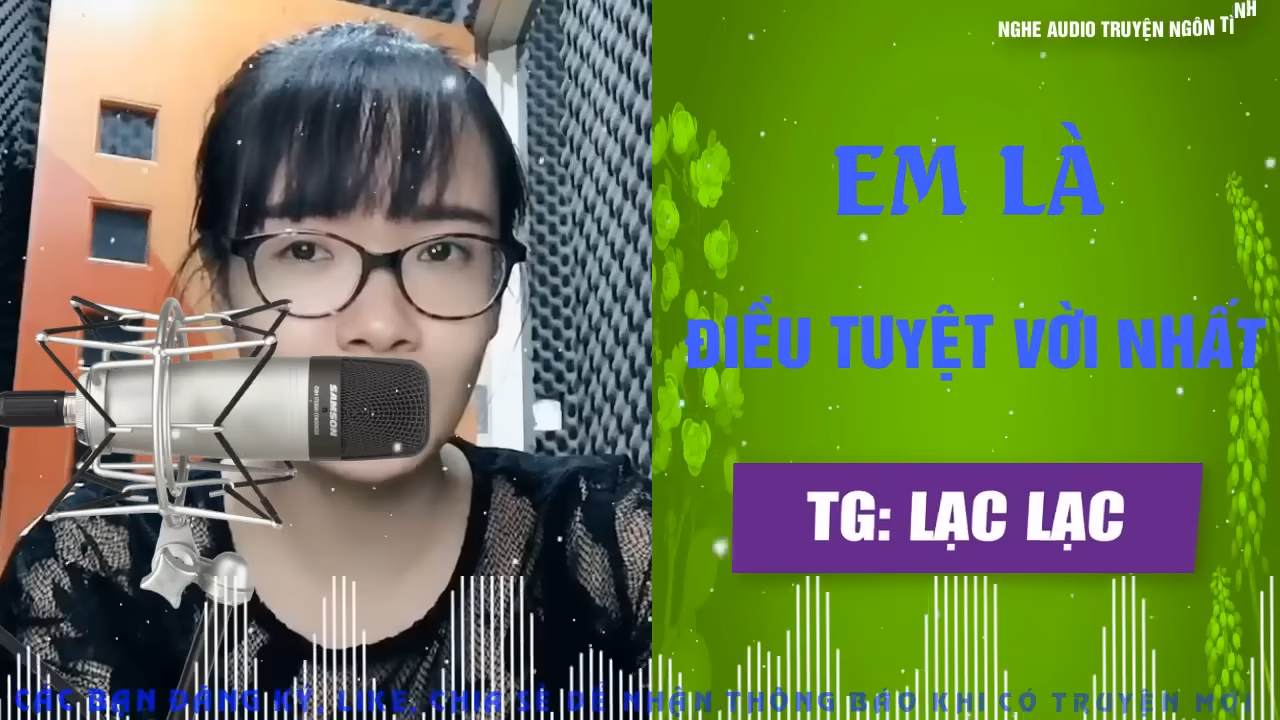 NGHE AUDIO TRUYỆN NGÔN TÌNH
EM LÀ
ĐIỀU TUYỆT VỜI NHẤT
TG: LẠC LẠC
SAMSON
CÁC BẠN ĐĂNG KÝ, LIKE, CHIA SẺ ĐỂ NHẬN THÔNG BÁO KHI CÓ TRUYỆN MỚI